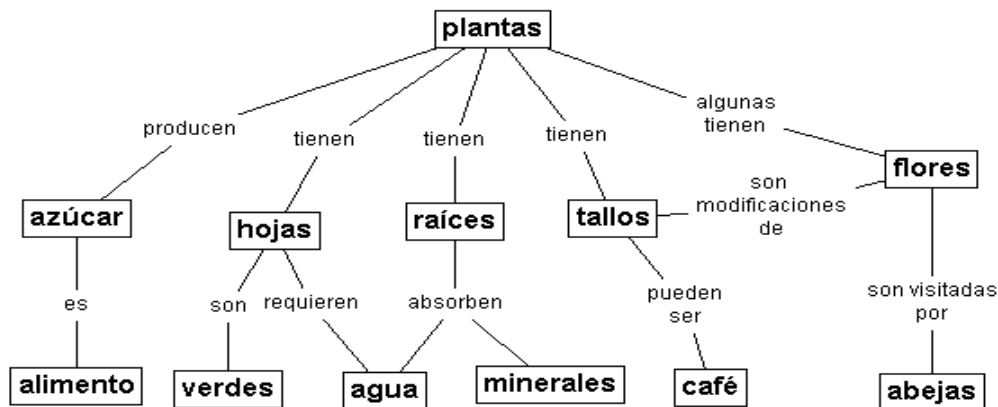 plantas
algunas
tienen
producen
tienen
tienen
tienen
flores
son
modificaciones
de
azúcar
hojas
raíces
tallos
es
son
requieren
absorben
pueden
ser
son visitadas
por
alimento
verdes
agua
minerales
café
abejas